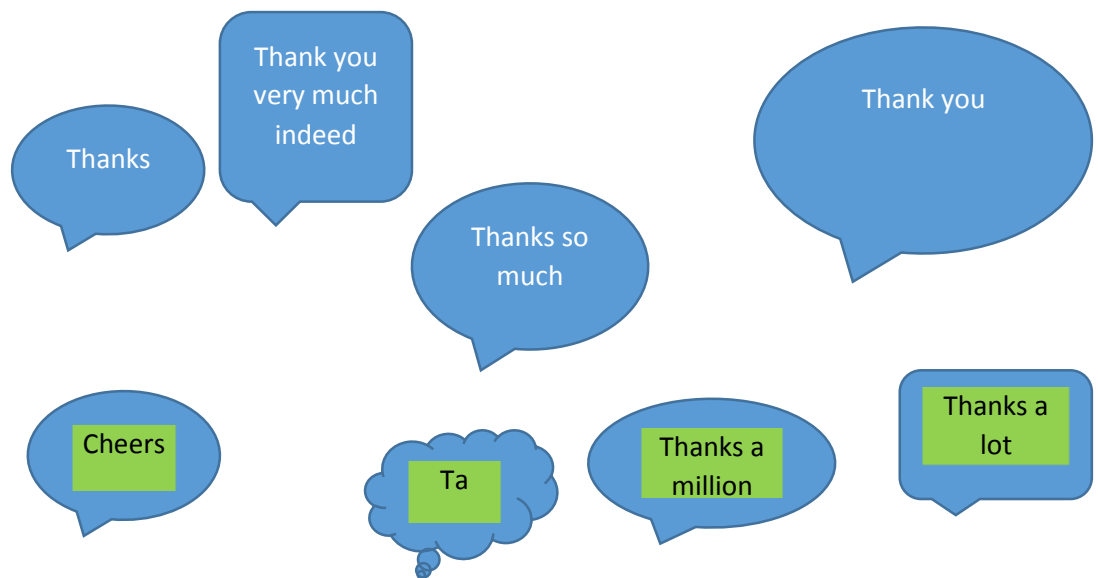 Thank you
very much
indeed
Thank you
Thanks
Thanks so
much
Cheers
Ta
Thanks a
million
Thanks a
lot